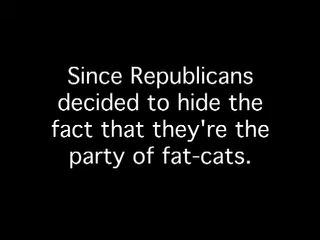 Since Republicans
decided to hide the
fact that they're the
party of fat-cats.